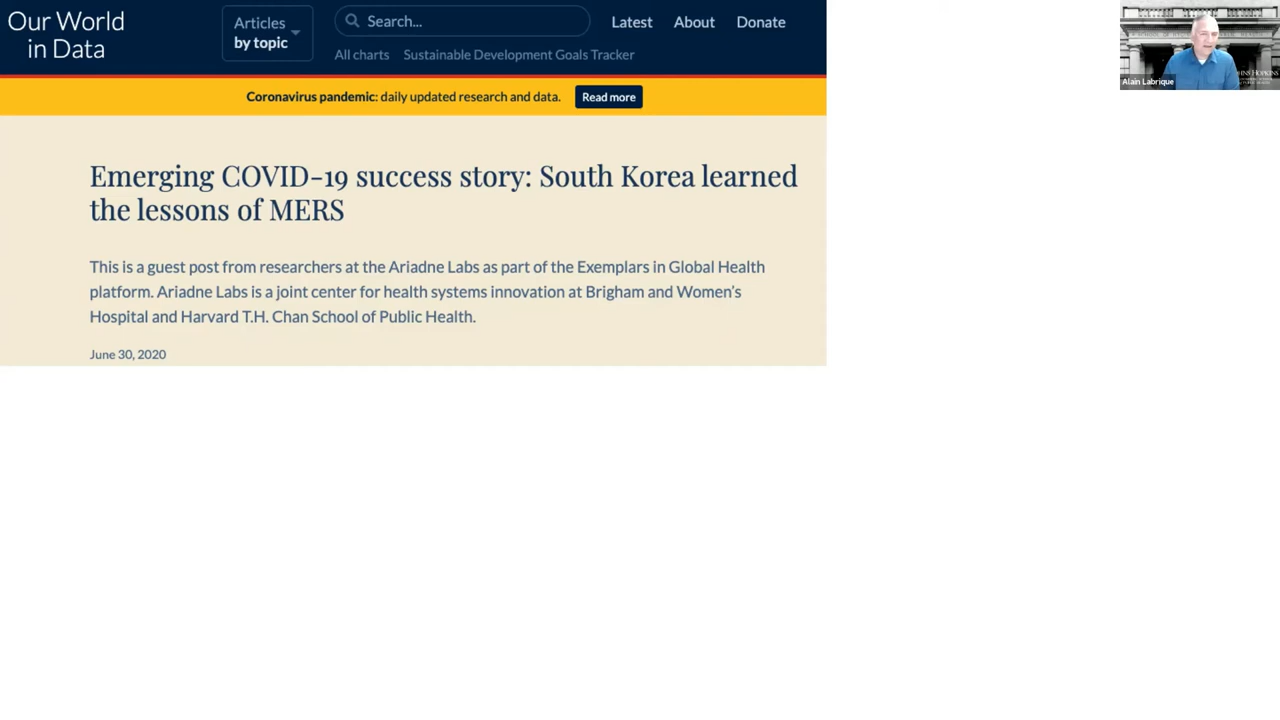 Our World
in Data
Articles
by topic
Search...
Latest
About
Donate
All charts
Sustainable Development Goals Tracker
Coronavirus pandemic: daily updated research and data.
Read more
Emerging COVID-19 success story: South Korea learned
the lessons of MERS
This is a guest post from researchers at the Ariadne Labs as part of the Exemplars in Global Health
platform. Ariadne Labs is a joint center for health systems innovation at Brigham and Women's
Hospital and Harvard T.H. Chan School of Public Health.
June 30, 2020
Alain Labrique